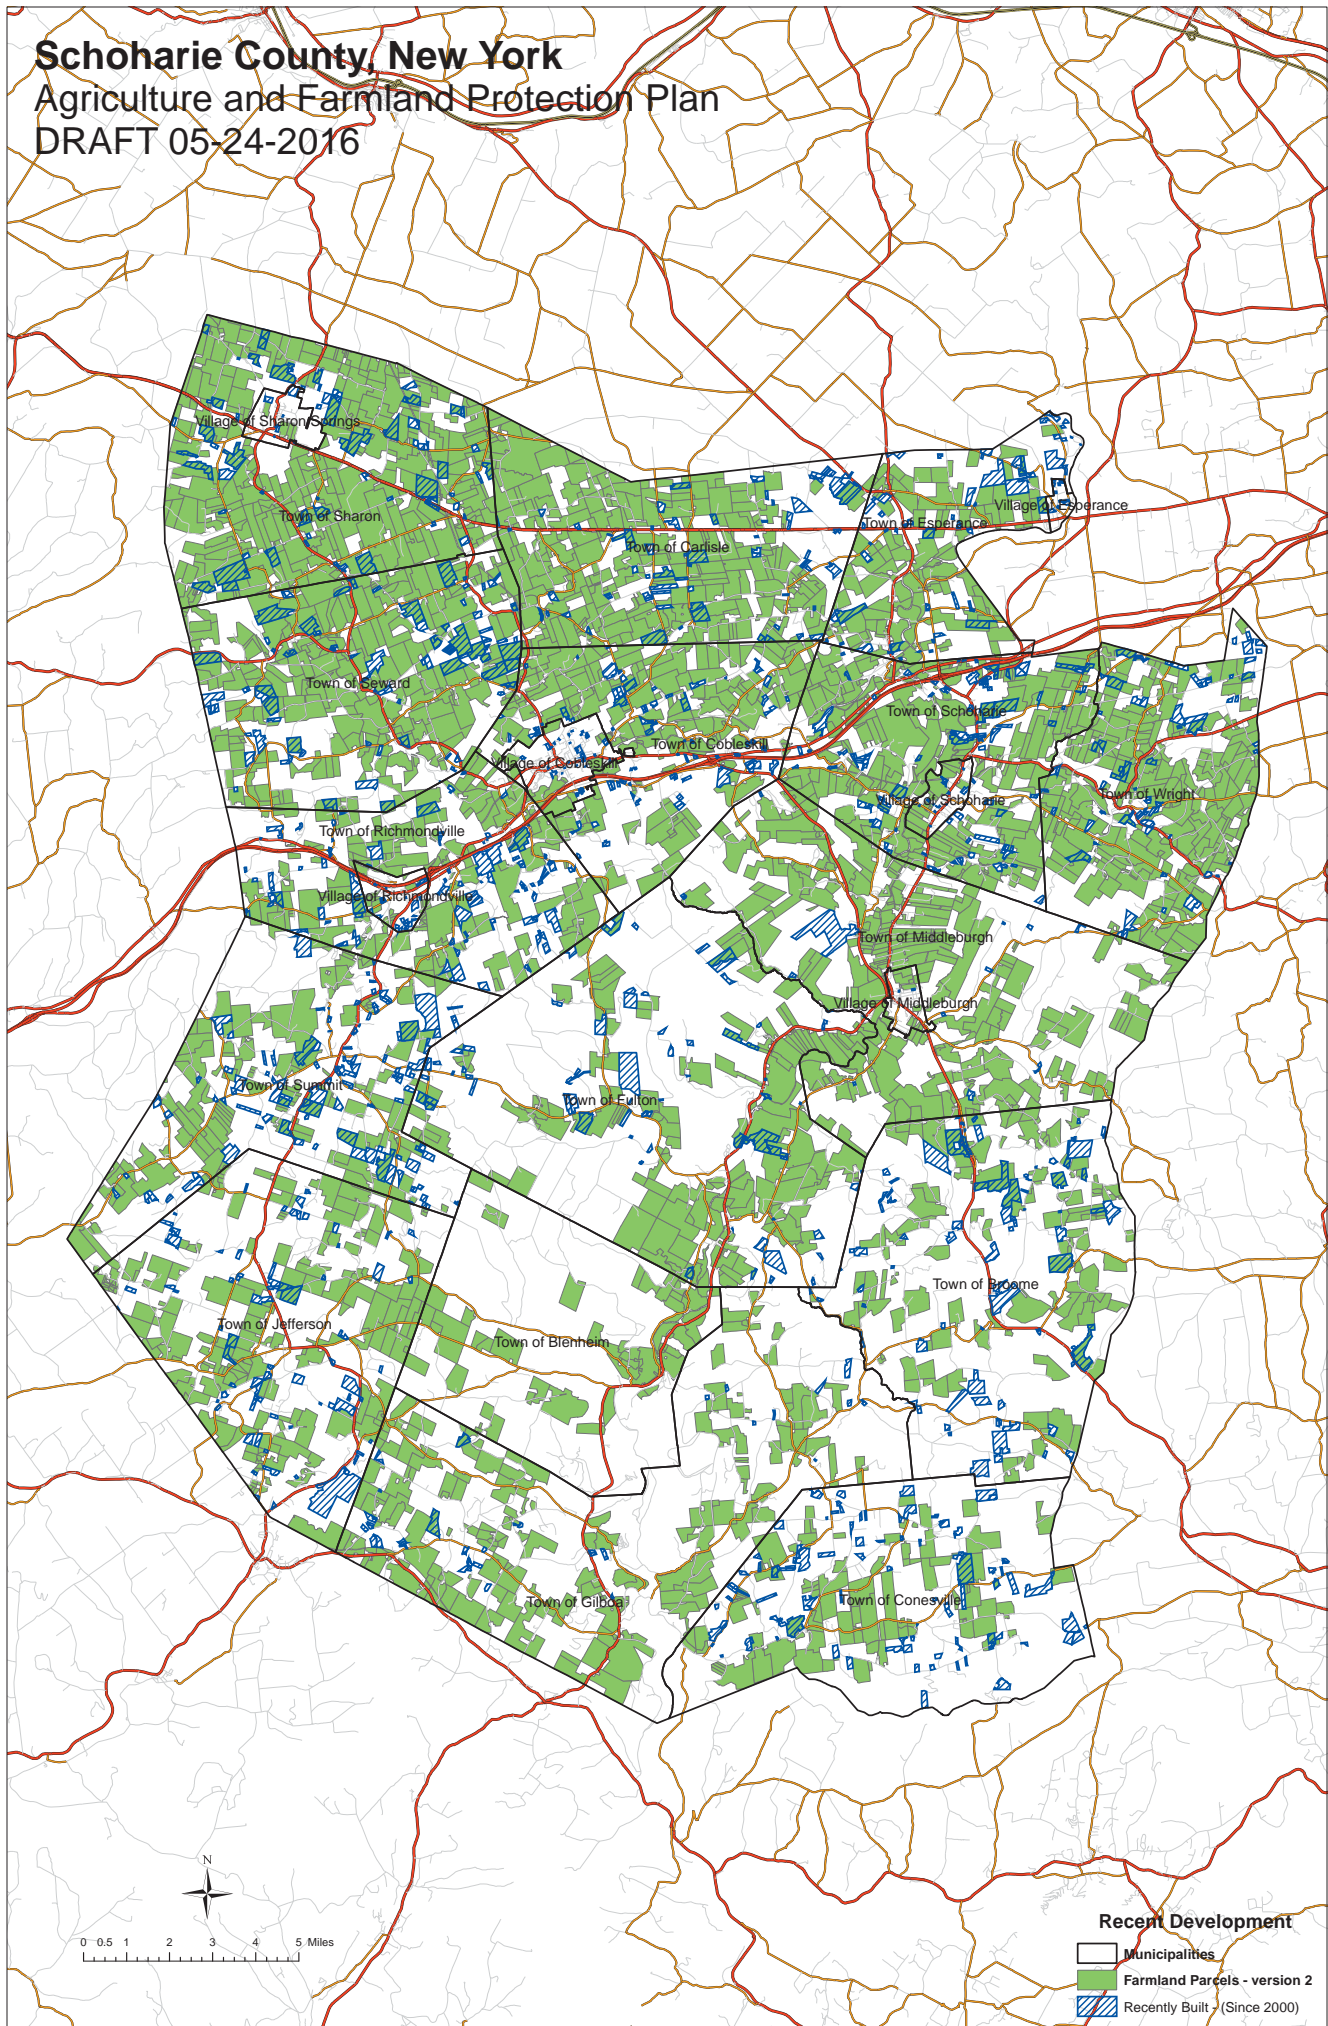 Schoharie County, New York
Agriculture and Farmland Protection Plan
DRAFT 05-24-2016
Village of Sharon Springs
Village of Esperance
Town of Sharon
Town of Esperance
Town of Carlisle
Town of Seward
Town of Schoharie
Town of Cobleskill
Village of Cobleskill
Town of Wright
Village of Schoharie
Town of Richmondville
Village of Richmondville
Town of Middleburgh
Village of Middleburgh
Town of Summit
Town of Fulton
Town of Broome
Town of Jefferson
Town of Blenheim
Town of Conesville
Town of Gilboa
N
0 0.5 1 2 3 4 5 Miles
Recent Development
Municipalities
Farmland Parcels - version 2
Recently Built - (Since 2000)